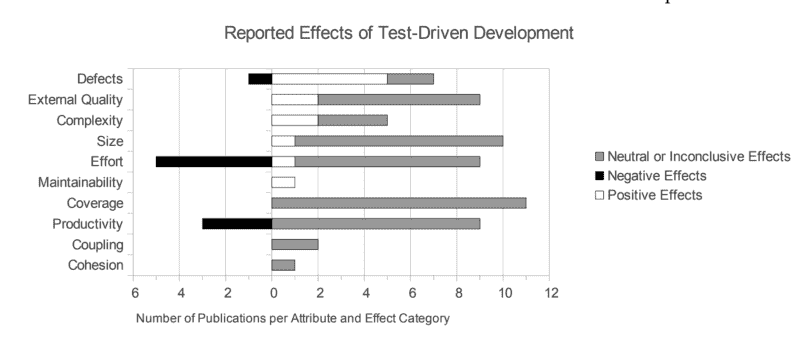 Reported Effects of Test-Driven Development
Defects
External Quality
Complexity
Size
Effort
Maintainability
Coverage
Productivity
Coupling
Cohesion
6 4 2 0 2 4 6 8 10 12
Number of Publications per Attribute and Effect Category
Neutral or Inconclusive Effects
Negative Effects
Positive Effects